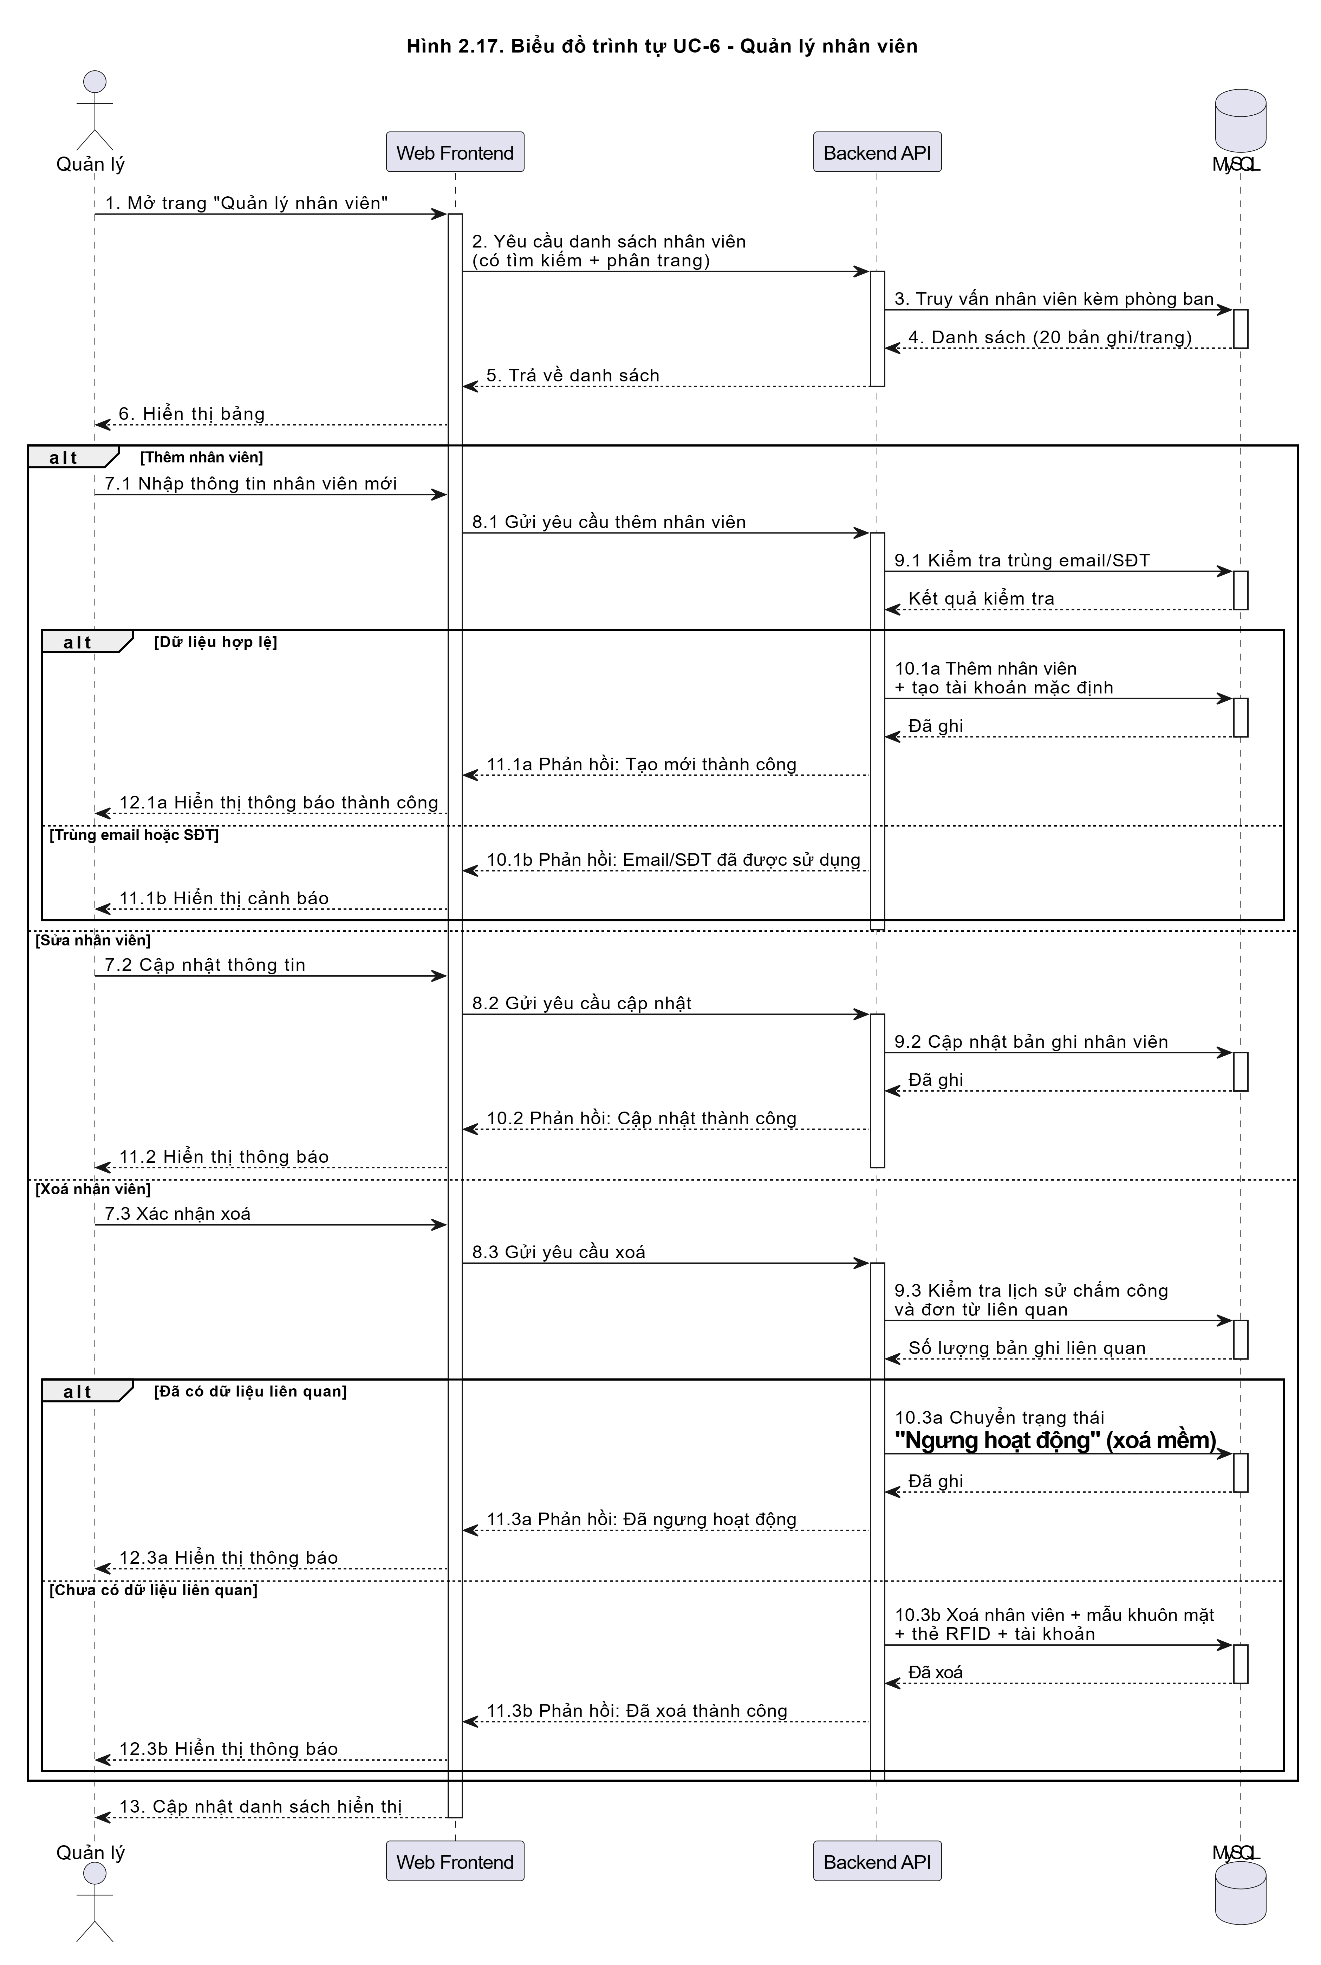 Hình 2.17. Biểu đồ trình tự UC-6 - Quản lý nhân viên
Quản lý
Web Frontend
Backend API
MySQL
1. Mở trang "Quản lý nhân viên"
2. Yêu cầu danh sách nhân viên
(có tìm kiếm + phân trang)
3. Truy vấn nhân viên kèm phòng ban
4. Danh sách (20 bản ghi/trang)
5. Trả về danh sách
6. Hiển thị bảng
alt
[Thêm nhân viên]
7.1 Nhập thông tin nhân viên mới
8.1 Gửi yêu cầu thêm nhân viên
9.1 Kiểm tra trùng email/SĐT
Kết quả kiểm tra
alt
[Dữ liệu hợp lệ]
10.1a Thêm nhân viên
+ tạo tài khoản mặc định
Đã ghi
11.1a Phản hồi: Tạo mới thành công
12.1a Hiển thị thông báo thành công
[Trùng email hoặc SĐT]
10.1b Phản hồi: Email/SĐT đã được sử dụng
11.1b Hiển thị cảnh báo
[Sửa nhân viên]
7.2 Cập nhật thông tin
8.2 Gửi yêu cầu cập nhật
9.2 Cập nhật bản ghi nhân viên
Đã ghi
10.2 Phản hồi: Cập nhật thành công
11.2 Hiển thị thông báo
[Xoá nhân viên]
7.3 Xác nhận xoá
8.3 Gửi yêu cầu xoá
9.3 Kiểm tra lịch sử chấm công
và đơn từ liên quan
Số lượng bản ghi liên quan
alt
[Đã có dữ liệu liên quan]
10.3a Chuyển trạng thái
"Ngưng hoạt động" (xoá mềm)
Đã ghi
11.3a Phản hồi: Đã ngưng hoạt động
12.3a Hiển thị thông báo
[Chưa có dữ liệu liên quan]
10.3b Xoá nhân viên + mẫu khuôn mặt
+ thẻ RFID + tài khoản
Đã xoá
11.3b Phản hồi: Đã xoá thành công
12.3b Hiển thị thông báo
13. Cập nhật danh sách hiển thị
Quản lý
Web Frontend
Backend API
MySQL